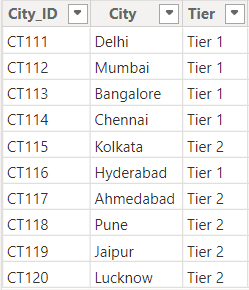 City_ID City Tier
CT111 Delhi Tier 1
CT112 Mumbai Tier 1
CT113 Bangalore Tier 1
CT114 Chennai Tier 1
CT115 Kolkata Tier 2
CT116 Hyderabad Tier 1
CT117 Ahmedabad Tier 2
CT118 Pune Tier 2
CT119 Jaipur Tier 2
CT120 Lucknow Tier 2